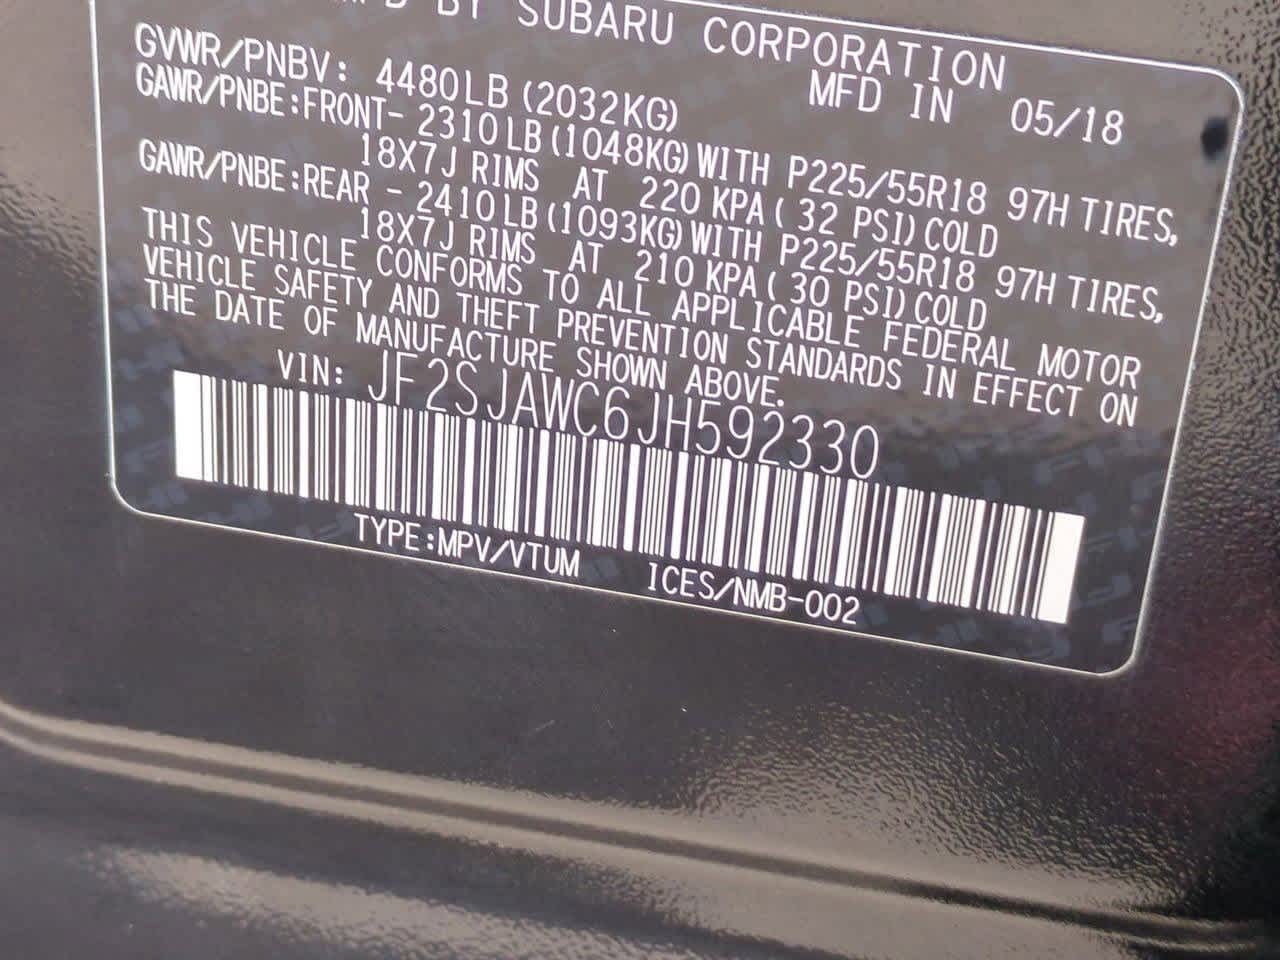 MFD BY SUBARU CORPORATION
MFD IN 05/18
GVWR/PNBV: 4480LB (2032KG)
GAWR/PNBE:FRONT- 2310LB(1048KG)WITH P225/55R18 97H TIRES,
18X7J RIMS AT 220 KPA( 32 PSI)COLD
GAWR/PNBE:REAR - 2410LB(1093KG)WITH P225/55R18 97H TIRES,
18X7J RIMS AT 210 KPA( 30 PSI)COLD
THIS VEHICLE CONFORMS TO ALL APPLICABLE FEDERAL MOTOR
VEHICLE SAFETY AND THEFT PREVENTION STANDARDS IN EFFECT ON
THE DATE OF MANUFACTURE SHOWN ABOVE.
VIN: JF2SJAWC6JH592330
TYPE:MPV/VTUM ICES/NMB-002